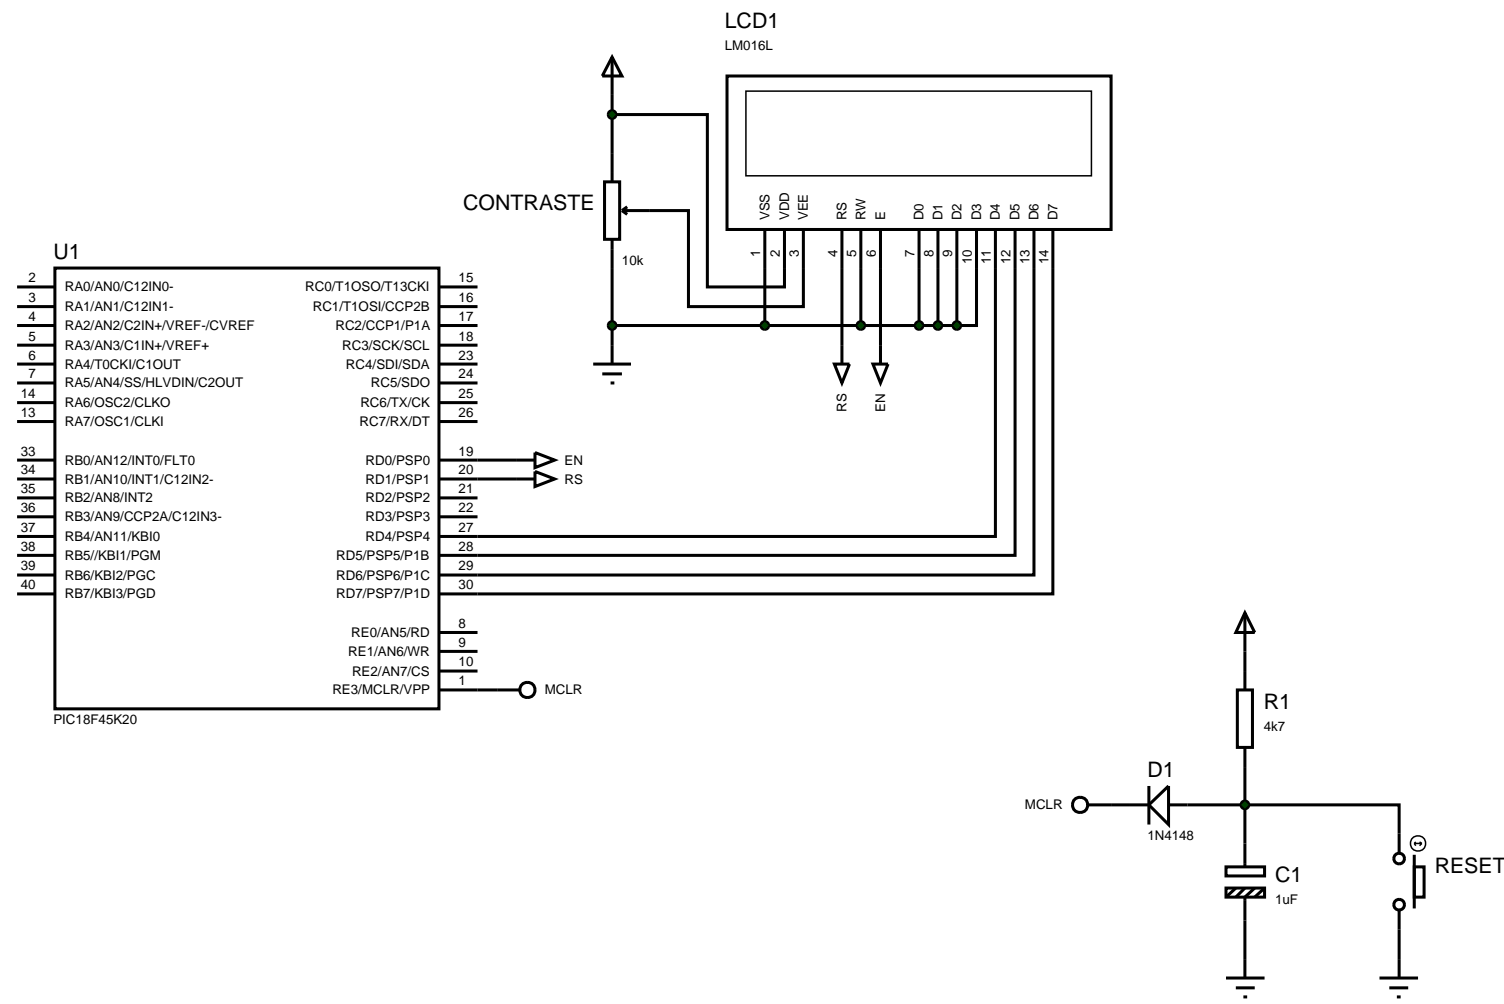 LCD1
LM016L
CONTRASTE
10k
VSS
VDD
VEE
RS
RW
E
D0
D1
D2
D3
D4
D5
D6
D7
1
2
3
4
5
6
7
8
9
10
11
12
13
14
RS
EN
U1
2 RA0/AN0/C12IN0- RC0/T1OSO/T13CKI 15
3 RA1/AN1/C12IN1- RC1/T1OSI/CCP2B 16
4 RA2/AN2/C2IN+/VREF-/CVREF RC2/CCP1/P1A 17
5 RA3/AN3/C1IN+/VREF+ RC3/SCK/SCL 18
6 RA4/T0CKI/C1OUT RC4/SDI/SDA 23
7 RA5/AN4/SS/HLVDIN/C2OUT RC5/SDO 24
14 RA6/OSC2/CLKO RC6/TX/CK 25
13 RA7/OSC1/CLKI RC7/RX/DT 26
33 RB0/AN12/INT0/FLT0 RD0/PSP0 19 EN
34 RB1/AN10/INT1/C12IN2- RD1/PSP1 20 RS
35 RB2/AN8/INT2 RD2/PSP2 21
36 RB3/AN9/CCP2A/C12IN3- RD3/PSP3 22
37 RB4/AN11/KBI0 RD4/PSP4 27
38 RB5//KBI1/PGM RD5/PSP5/P1B 28
39 RB6/KBI2/PGC RD6/PSP6/P1C 29
40 RB7/KBI3/PGD RD7/PSP7/P1D 30
RE0/AN5/RD 8
RE1/AN6/WR 9
RE2/AN7/CS 10
RE3/MCLR/VPP 1 MCLR
PIC18F45K20
R1
4k7
D1
MCLR
1N4148
C1
1uF
RESET